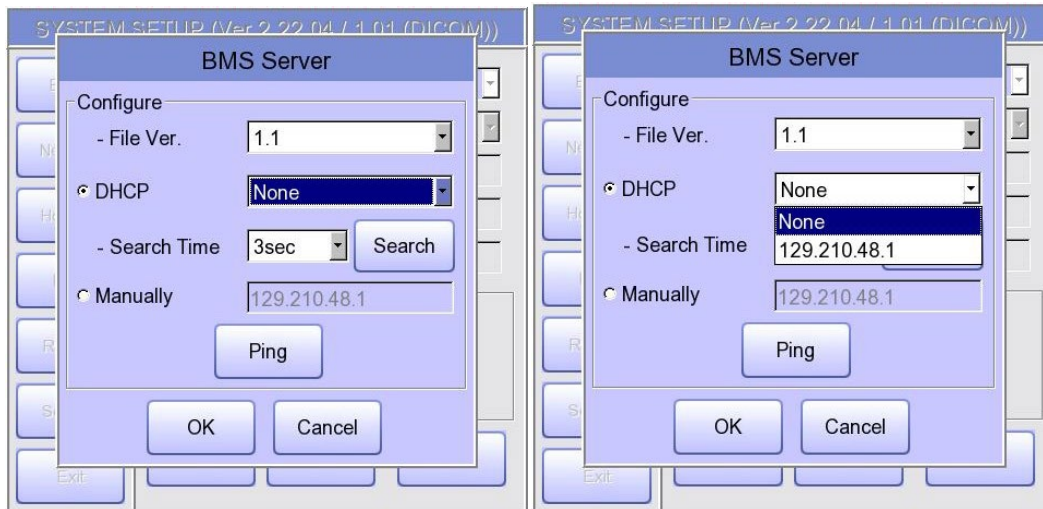 SYSTEM SETUP (Ver 2.22.04 / 1.01 (DICOM))
BMS Server
Configure
- File Ver.
1.1
DHCP
None
- Search Time
3sec
Search
Manually
129.210.48.1
Ping
OK
Cancel
Exit
SYSTEM SETUP (Ver 2.22.04 / 1.01 (DICOM))
BMS Server
Configure
- File Ver.
1.1
DHCP
None
None
129.210.48.1
- Search Time
Manually
129.210.48.1
Ping
OK
Cancel
Exit